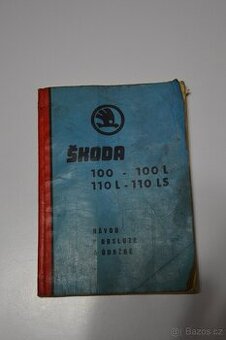 ŠKODA
100 - 100 L
110 L - 110 LS
NÁVOD
K OBSLUZE
A ÚDRŽBĚ
Bazos.cz